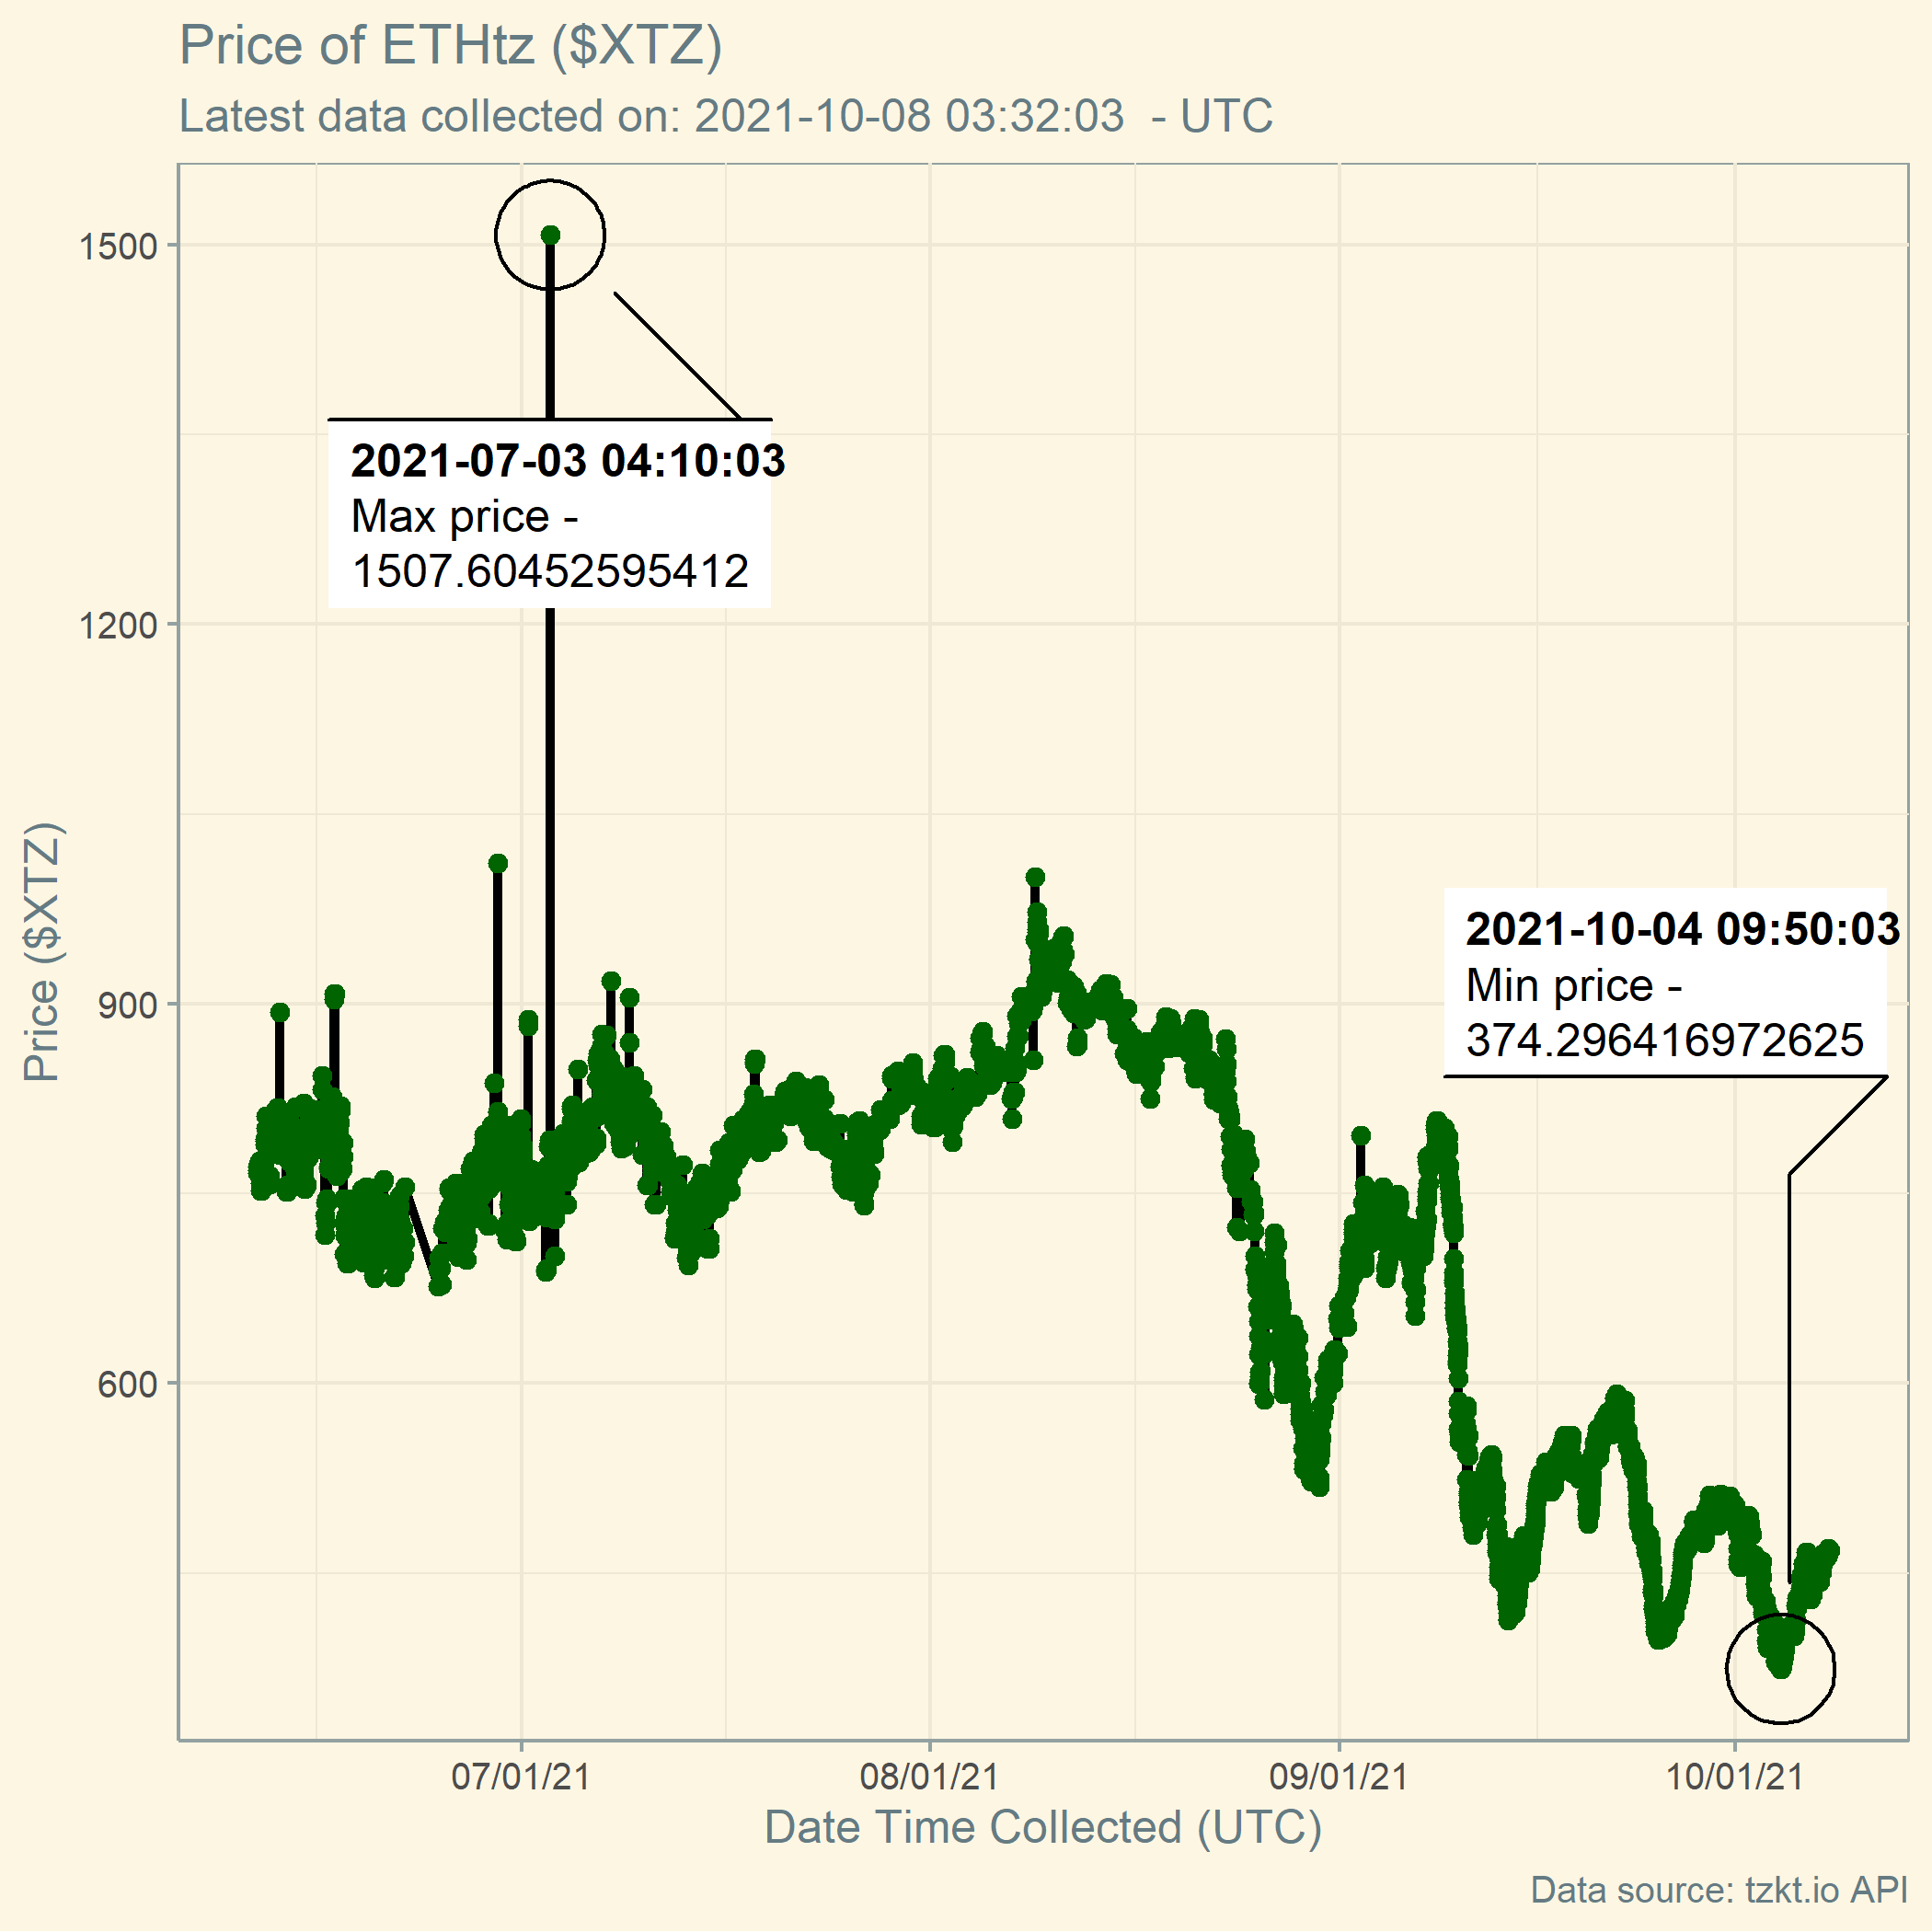 Price of ETHtz ($XTZ)
Latest data collected on: 2021-10-08 03:32:03  - UTC
1500
1200
900
600
Price ($XTZ)
2021-07-03 04:10:03
Max price -
1507.60452595412
2021-10-04 09:50:03
Min price -
374.296416972625
07/01/21
08/01/21
09/01/21
10/01/21
Date Time Collected (UTC)
Data source: tzkt.io API